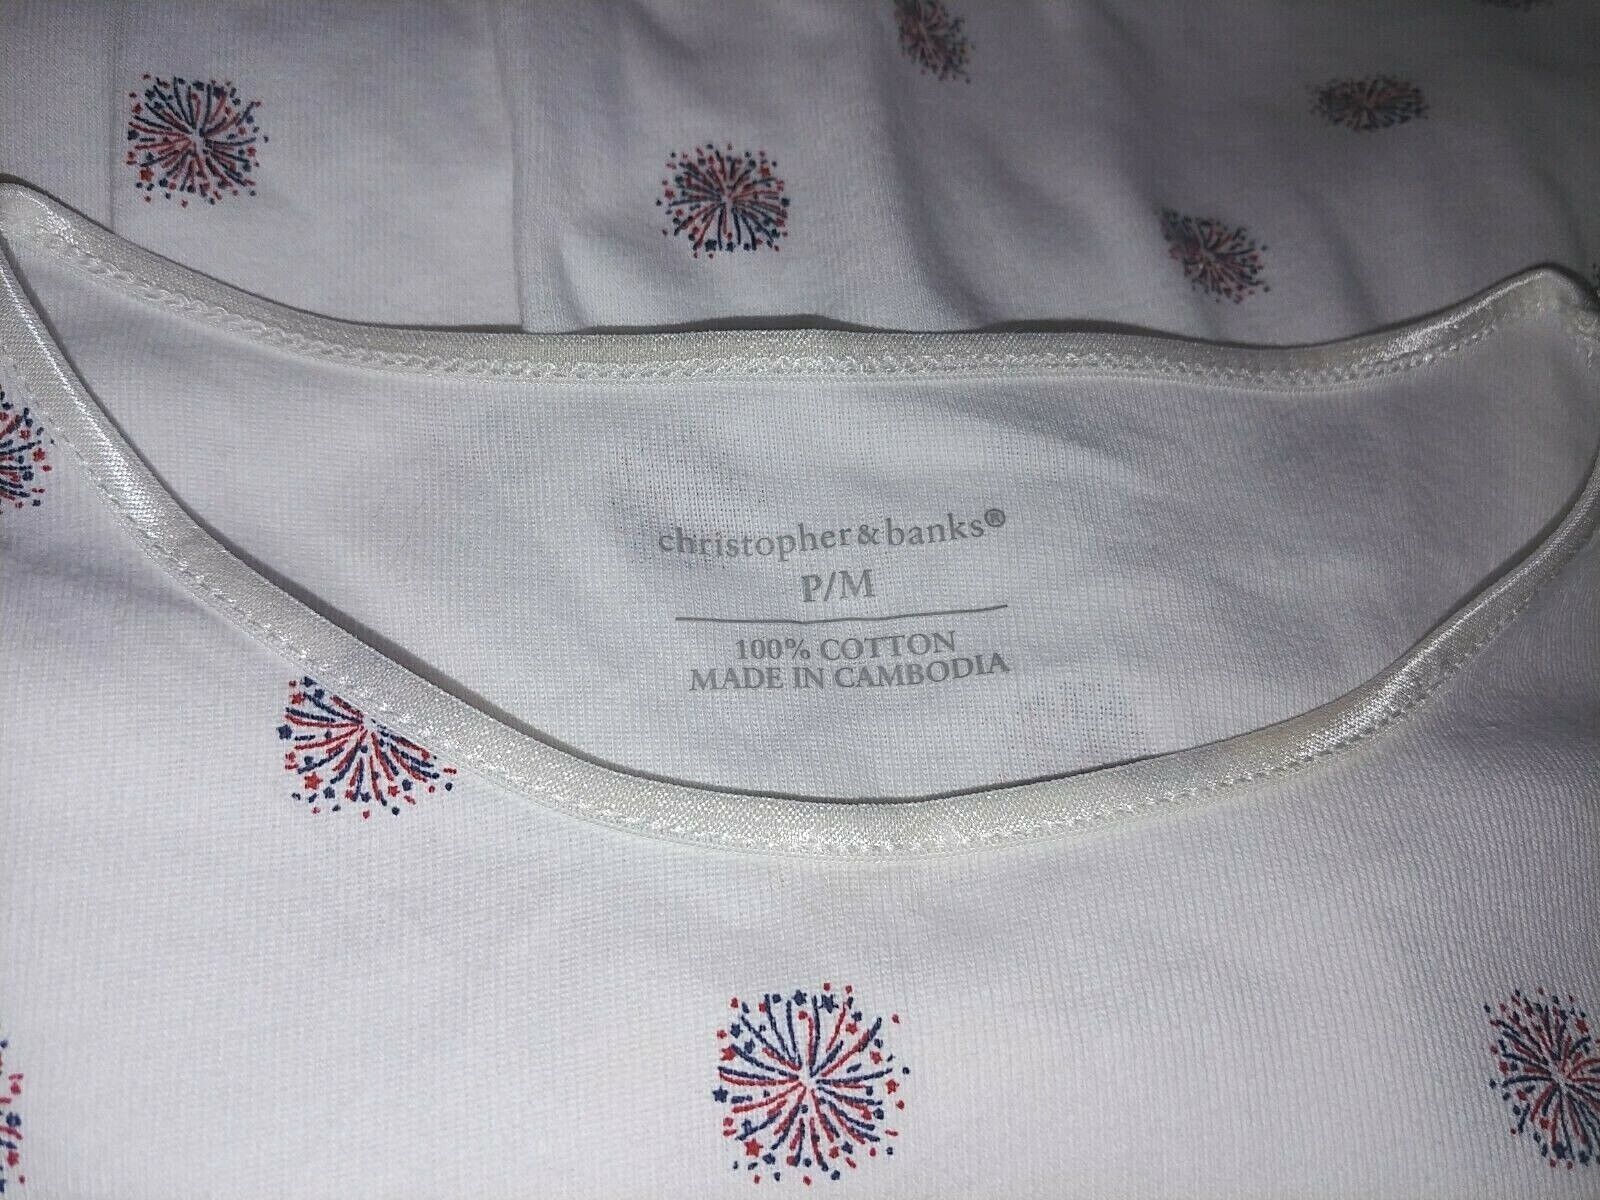 christopher&banks®
P/M
100% COTTON
MADE IN CAMBODIA